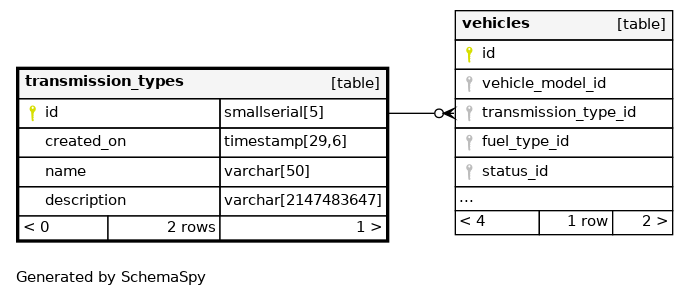 vehicles [table]
id
vehicle_model_id
transmission_type_id
fuel_type_id
status_id
...
< 4 1 row 2 >
transmission_types [table]
id smallserial[5]
created_on timestamp[29,6]
name varchar[50]
description varchar[2147483647]
< 0 2 rows 1 >
Generated by SchemaSpy